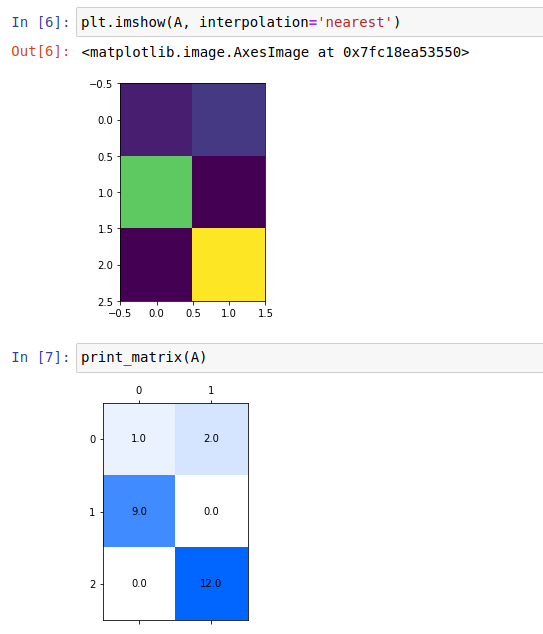 In [6]: plt.imshow(A, interpolation='nearest')
Out[6]: <matplotlib.image.AxesImage at 0x7fc18ea53550>
−0.5
0.0
0.5
1.0
1.5
2.0
2.5
−0.5 0.0 0.5 1.0 1.5
In [7]: print_matrix(A)
0 1
0 1.0 2.0
1 9.0 0.0
2 0.0 12.0